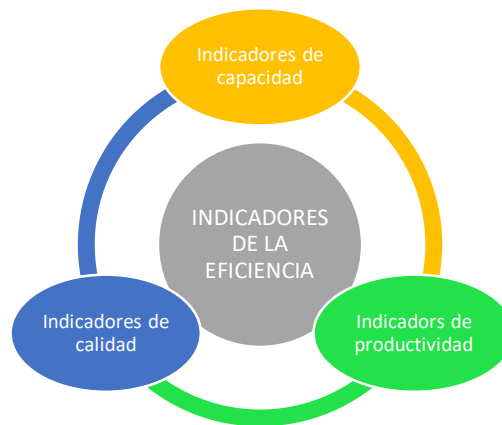 Indicadores de
capacidad
INDICADORES
DE LA
EFICIENCIA
Indicadores de
calidad
Indicadors de
productividad